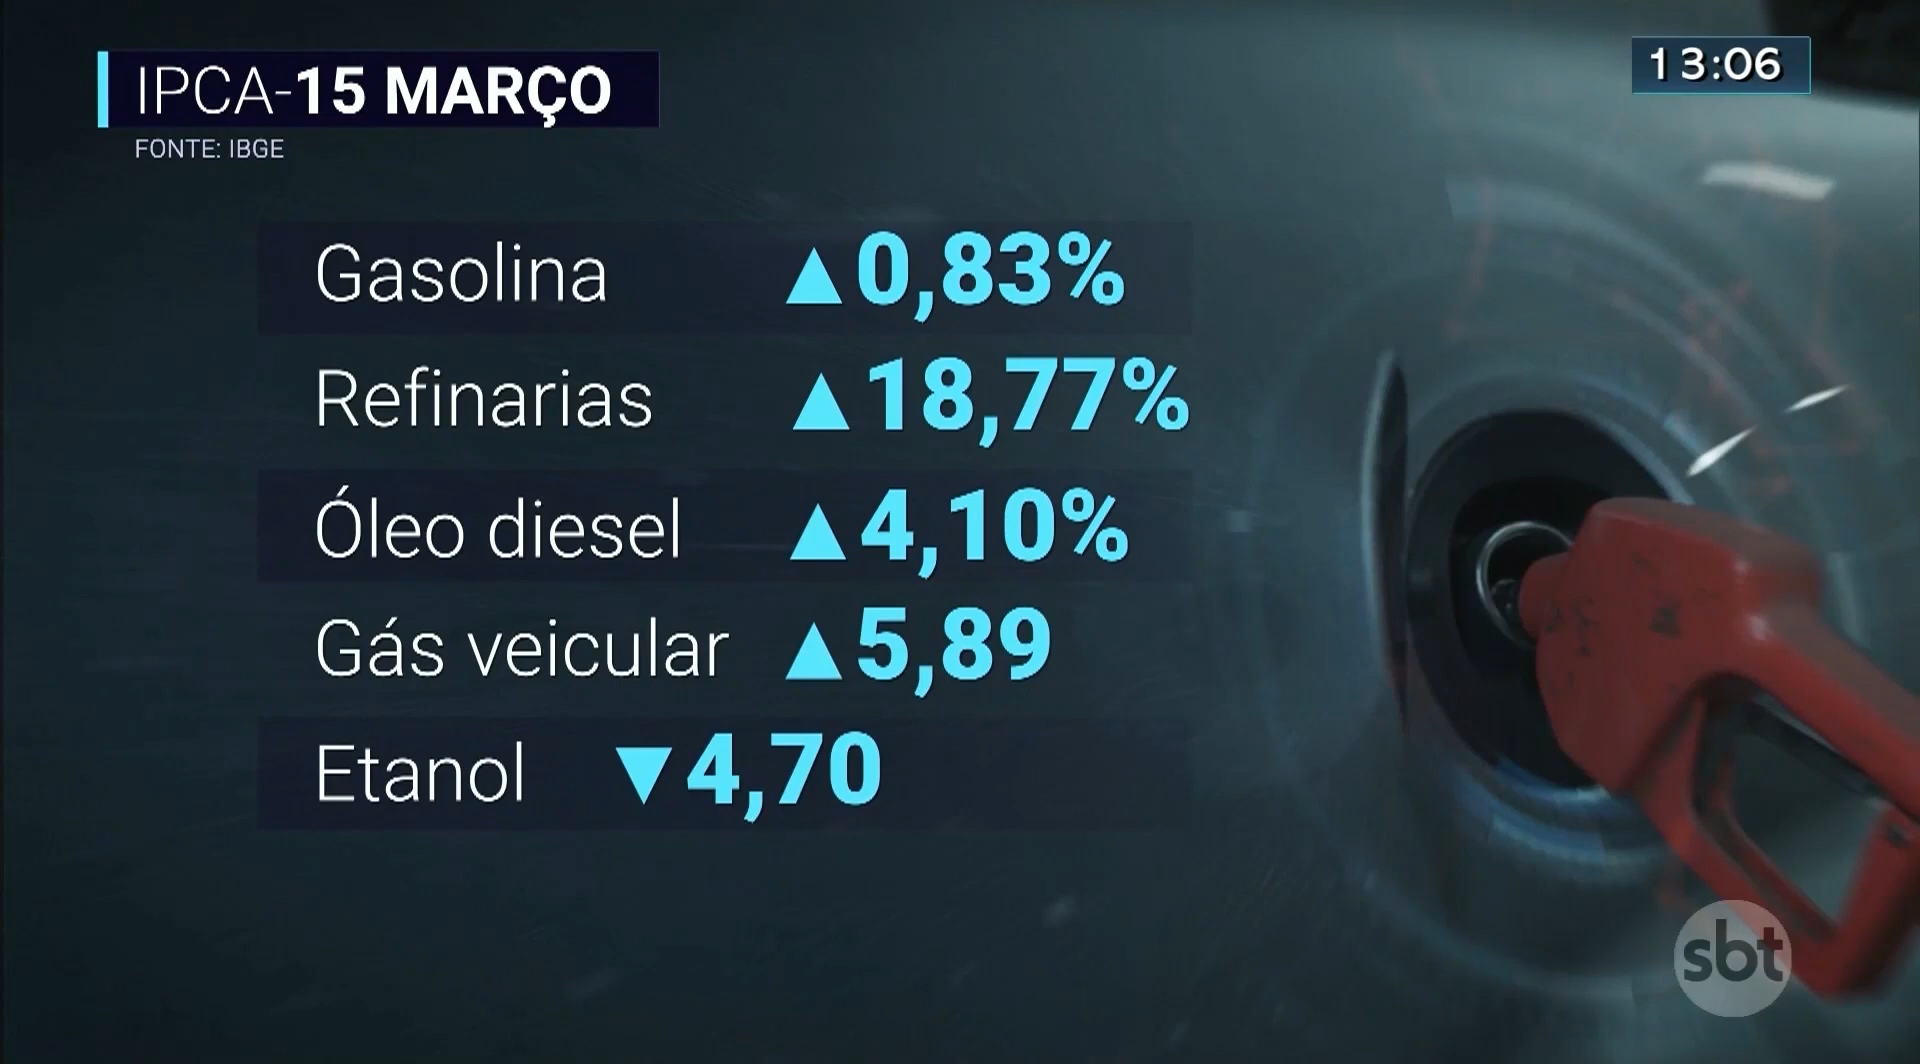 IPCA-15 MARÇO
FONTE: IBGE
13:06
Gasolina ▲0,83%
Refinarias ▲18,77%
Óleo diesel ▲4,10%
Gás veicular ▲5,89
Etanol ▼4,70
sbt